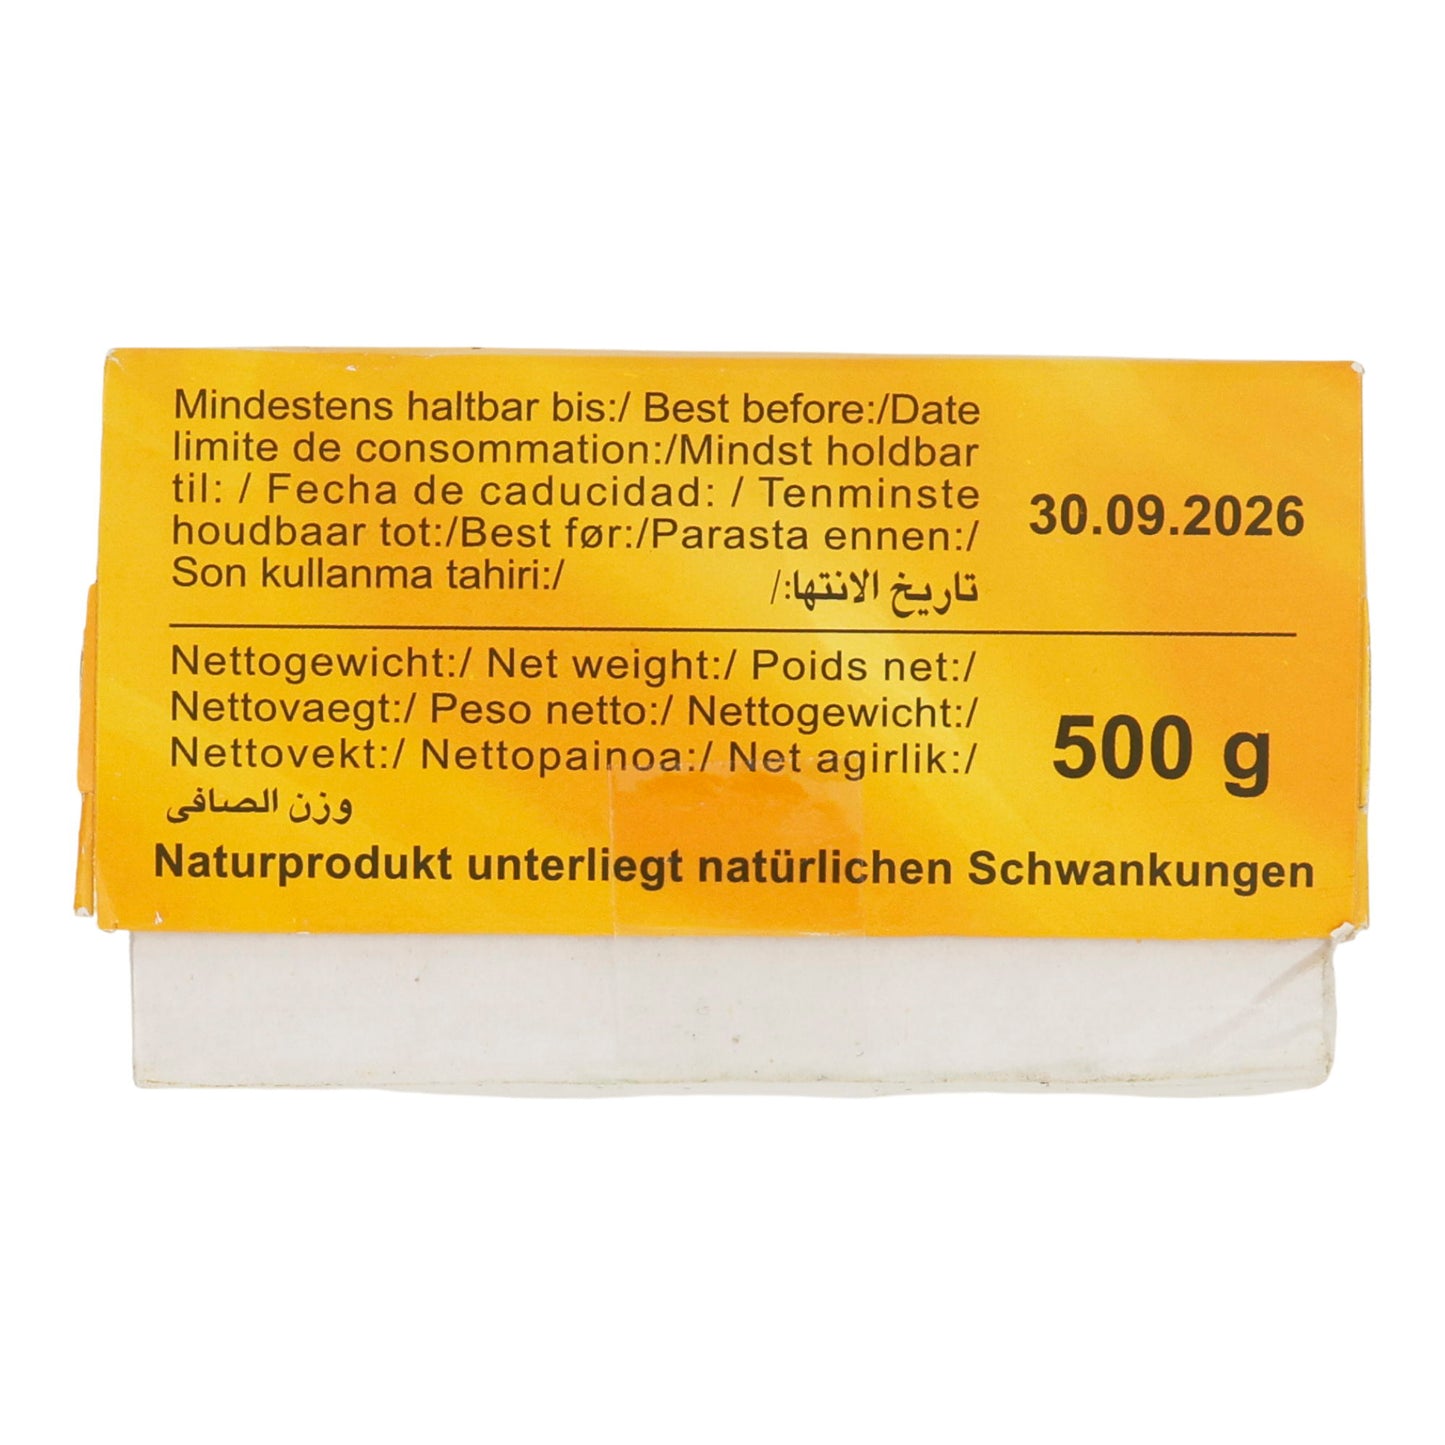 Mindestens haltbar bis:/ Best before:/Date
limite de consommation:/Mindst holdbar
til: / Fecha de caducidad: / Tenminste
houdbaar tot:/Best før:/Parasta ennen:/
Son kullanma tahiri:/ تاريخ الانتها:/
30.09.2026
Nettogewicht:/ Net weight:/ Poids net:/
Nettovaegt:/ Peso netto:/ Nettogewicht:/
Nettovekt:/ Nettopainoa:/ Net agirlik:/
وزن الصافى
500 g
Naturprodukt unterliegt natürlichen Schwankungen